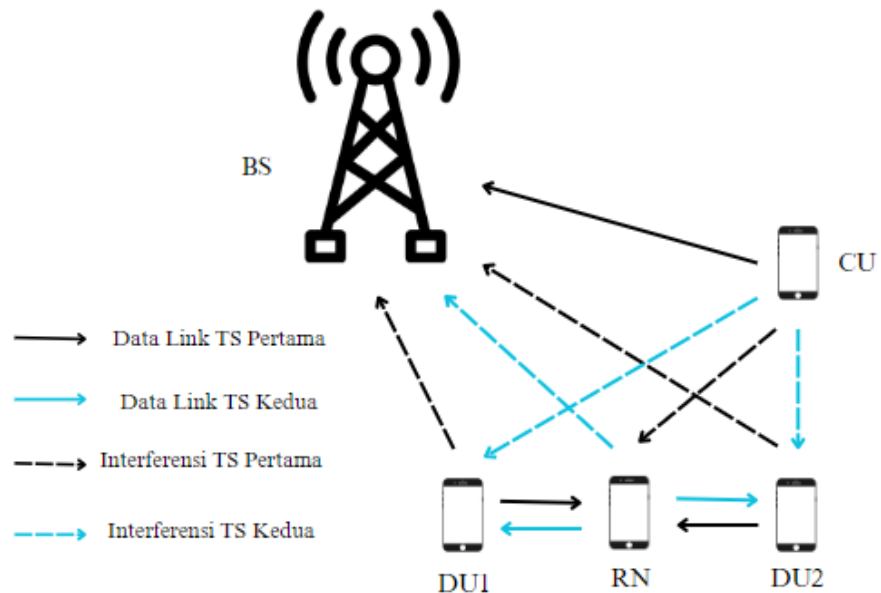 BS
CU
Data Link TS Pertama
Data Link TS Kedua
Interferensi TS Pertama
Interferensi TS Kedua
DU1
RN
DU2